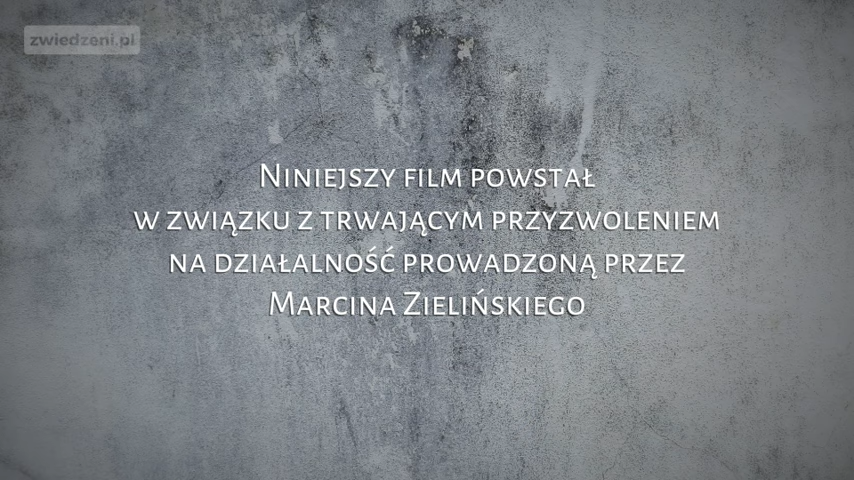 zwiedzeni.pl
Niniejszy film powstał
w związku z trwającym przyzwoleniem
na działalność prowadzoną przez
Marcina Zielińskiego